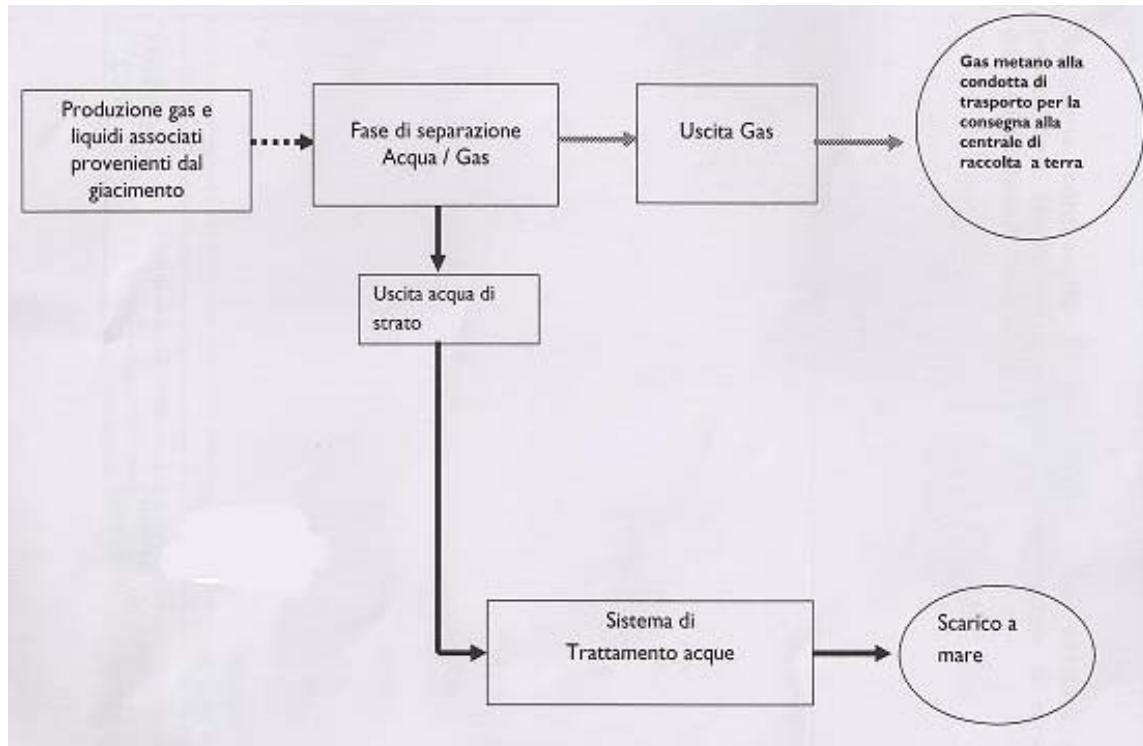 Produzione gas e
liquidi associati
provenienti dal
giacimento
Fase di separazione
Acqua / Gas
Uscita Gas
Gas metano alla
condotta di
trasporto per la
consegna alla
centrale di
raccolta a terra
Uscita acqua di
strato
Sistema di
Trattamento acque
Scarico a
mare